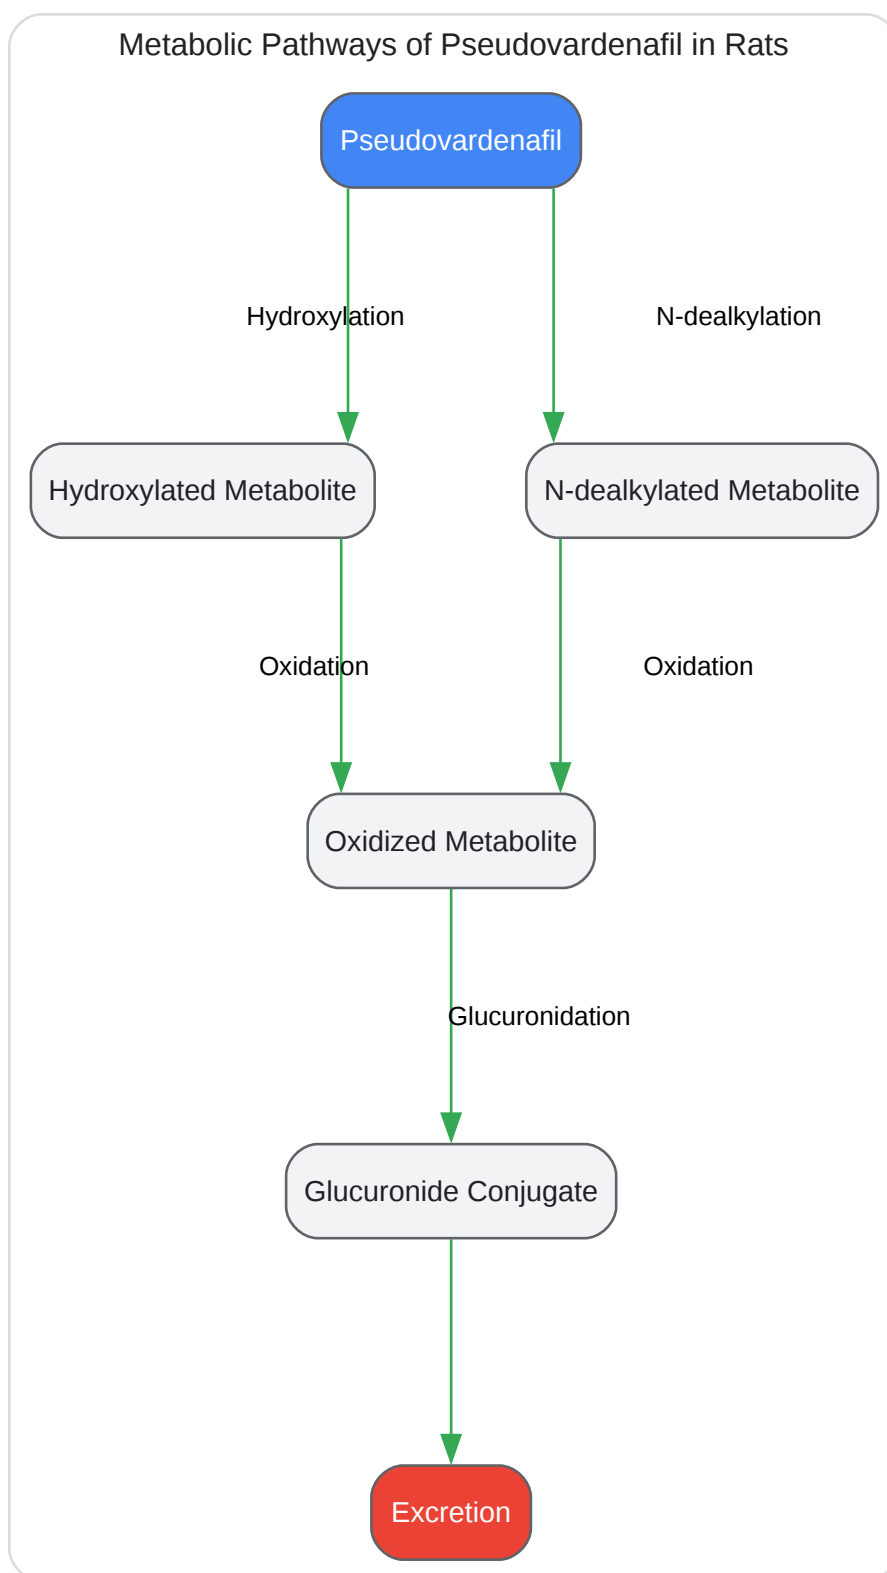 Metabolic Pathways of Pseudovardenafil in Rats
Pseudovardenafil
Hydroxylation
N-dealkylation
Hydroxylated Metabolite
N-dealkylated Metabolite
Oxidation
Oxidation
Oxidized Metabolite
Glucuronidation
Glucuronide Conjugate
Excretion